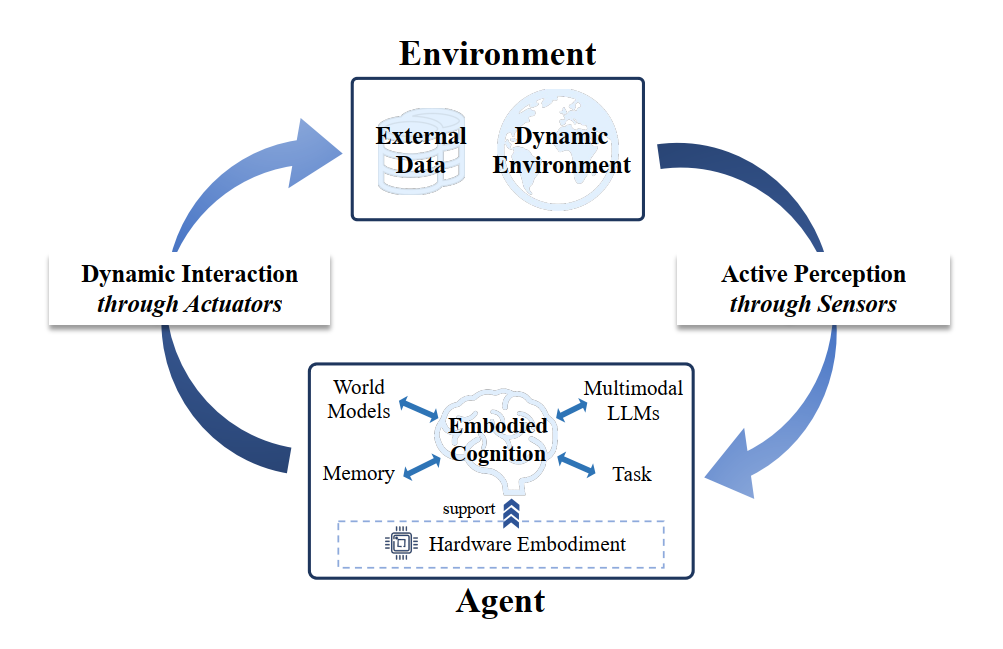 Environment
External
Data
Dynamic
Environment
Dynamic Interaction
through Actuators
Active Perception
through Sensors
World
Models
Multimodal
LLMs
Embodied
Cognition
Memory
Task
support
Hardware Embodiment
Agent